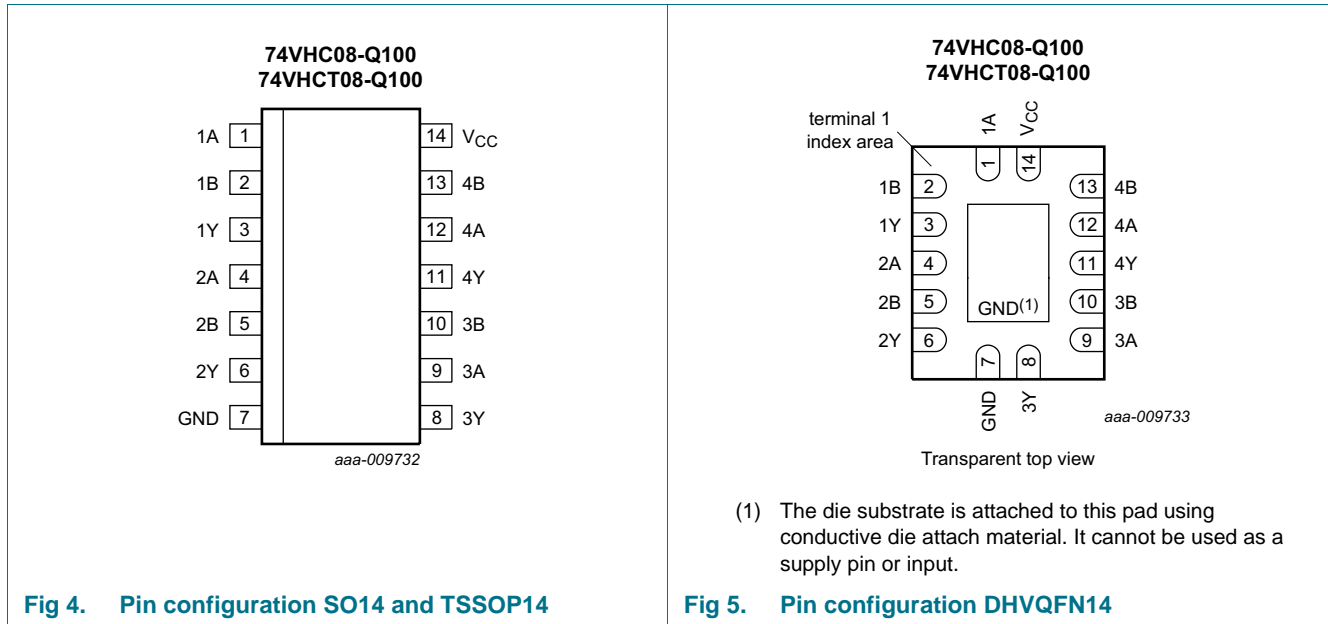 74VHC08-Q100
74VHCT08-Q100
1A 1
14 VCC
1B 2
13 4B
1Y 3
12 4A
2A 4
11 4Y
2B 5
10 3B
2Y 6
9 3A
GND 7
8 3Y
aaa-009732
Fig 4. Pin configuration SO14 and TSSOP14
74VHC08-Q100
74VHCT08-Q100
terminal 1
index area
1A
VCC
1
14
1B 2
13 4B
1Y 3
12 4A
2A 4
11 4Y
2B 5
10 3B
GND(1)
2Y 6
9 3A
7
8
GND
3Y
aaa-009733
Transparent top view
(1) The die substrate is attached to this pad using
conductive die attach material. It cannot be used as a
supply pin or input.
Fig 5. Pin configuration DHVQFN14